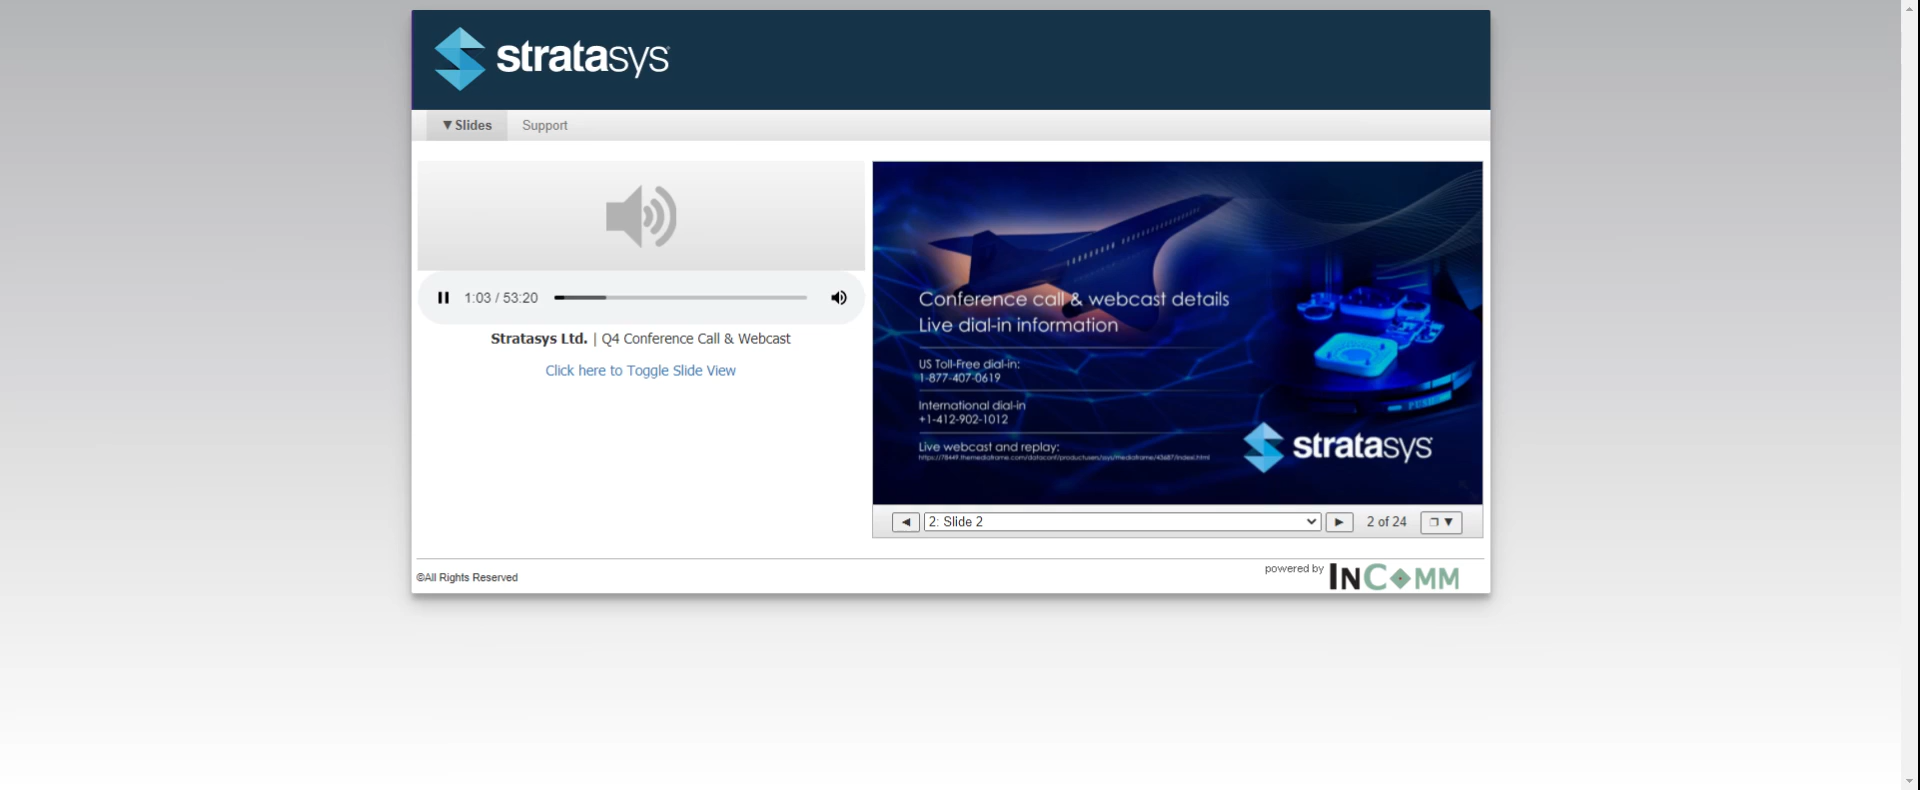 stratasys
▼ Slides
Support
1:03 / 53:20
Stratasys Ltd. | Q4 Conference Call & Webcast
Click here to Toggle Slide View
Conference call & webcast details
Live dial-in information
US Toll-Free dial-in:
1-877-407-0619
International dial-in
+1-412-902-1012
Live webcast and replay:
stratasys
2: Slide 2
2 of 24
©All Rights Reserved
powered by INCOMM